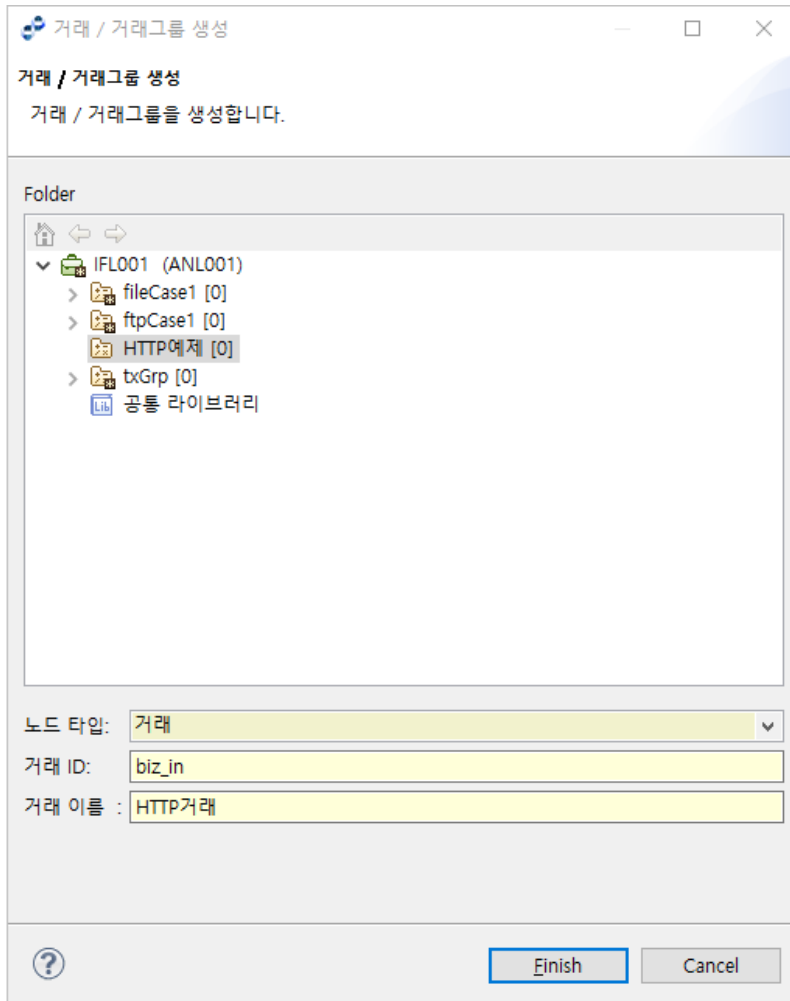 거래 / 거래그룹 생성
거래 / 거래그룹 생성
거래 / 거래그룹을 생성합니다.
Folder
IFL001 (ANL001)
fileCase1 [0]
ftpCase1 [0]
HTTP예제 [0]
txGrp [0]
Lib 공통 라이브러리
노드 타입: 거래
거래 ID: biz_in
거래 이름 : HTTP거래
? Finish Cancel